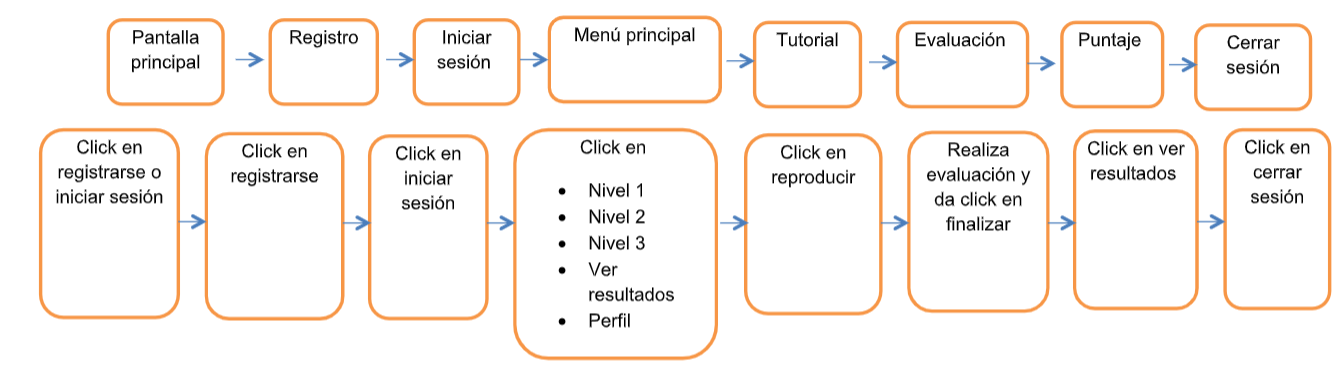 Pantalla
principal
Registro
Iniciar
sesión
Menú principal
Tutorial
Evaluación
Puntaje
Cerrar
sesión
Click en
registrarse o
iniciar sesión
Click en
registrarse
Click en
iniciar
sesión
Click en
• Nivel 1
• Nivel 2
• Nivel 3
• Ver
resultados
• Perfil
Click en
reproducir
Realiza
evaluación y
da click en
finalizar
Click en ver
resultados
Click en
cerrar
sesión